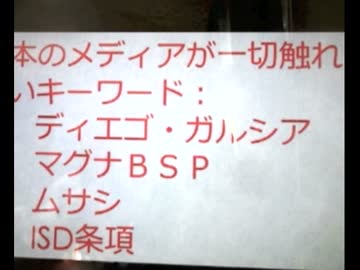 本のメディアが一切触れ
いキーワード：
ディエゴ・ガルシア
マグナＢＳＰ
ムサシ
ISD条項